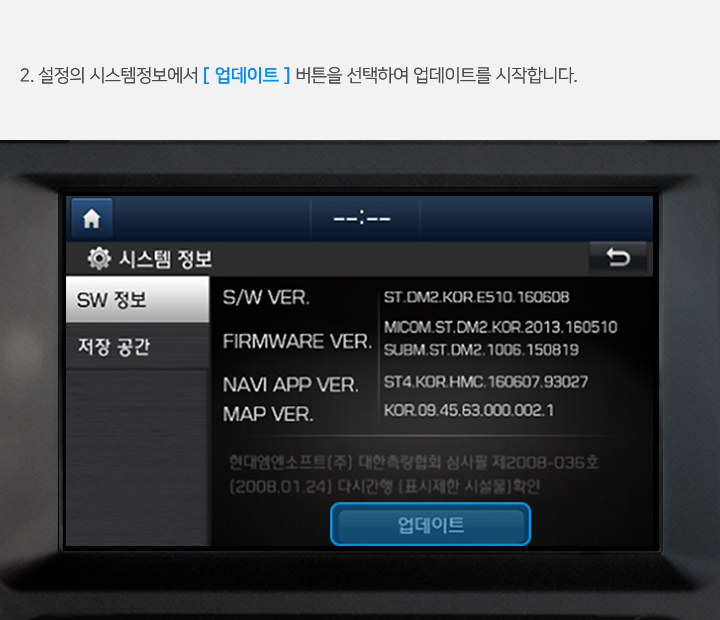 2. 설정의 시스템정보에서 [ 업데이트 ] 버튼을 선택하여 업데이트를 시작합니다.
--:--
시스템 정보
SW 정보
저장 공간
S/W VER. ST.DM2.KOR.E510.160608
FIRMWARE VER. MICOM.ST.DM2.KOR.2013.160510
SUBM.ST.DM2.1006.150819
NAVI APP VER. ST4.KOR.HMC.160607.93027
MAP VER. KOR.09.45.63.000.002.1
현대엠엔소프트(주) 대한측량협회 심사필 제2008-036호
(2008.01.24) 다시간행 (표시제한 시설물)확인
업데이트